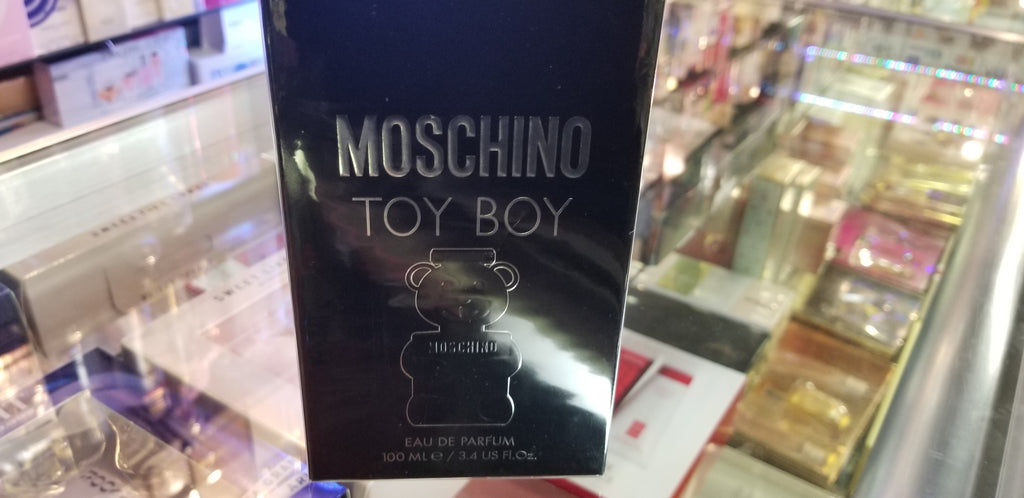 MOSCHINO
TOY BOY
MOSCHINO
EAU DE PARFUM
100 ML ℮ / 3.4 US Fl.Oz.